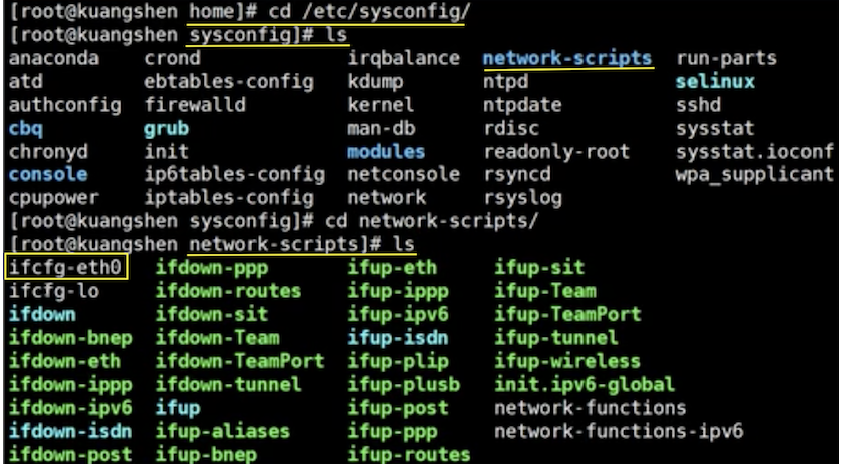 [root@kuangshen home]# cd /etc/sysconfig/
[root@kuangshen sysconfig]# ls
anaconda crond irqbalance network-scripts run-parts
atd ebtables-config kdump ntpd selinux
authconfig firewalld kernel ntpdate sshd
cbq grub man-db rdisc sysstat
chronyd init modules readonly-root sysstat.ioconf
console ip6tables-config netconsole rsyncd wpa_supplicant
cpupower iptables-config network rsyslog
[root@kuangshen sysconfig]# cd network-scripts/
[root@kuangshen network-scripts]# ls
ifcfg-eth0 ifdown-ppp ifup-eth ifup-sit
ifcfg-lo ifdown-routes ifup-ippp ifup-Team
ifdown ifdown-sit ifup-ipv6 ifup-TeamPort
ifdown-bnep ifdown-Team ifup-isdn ifup-tunnel
ifdown-eth ifdown-TeamPort ifup-plip ifup-wireless
ifdown-ippp ifdown-tunnel ifup-plusb init.ipv6-global
ifdown-ipv6 ifup ifup-post network-functions
ifdown-isdn ifup-aliases ifup-ppp network-functions-ipv6
ifdown-post ifup-bnep ifup-routes